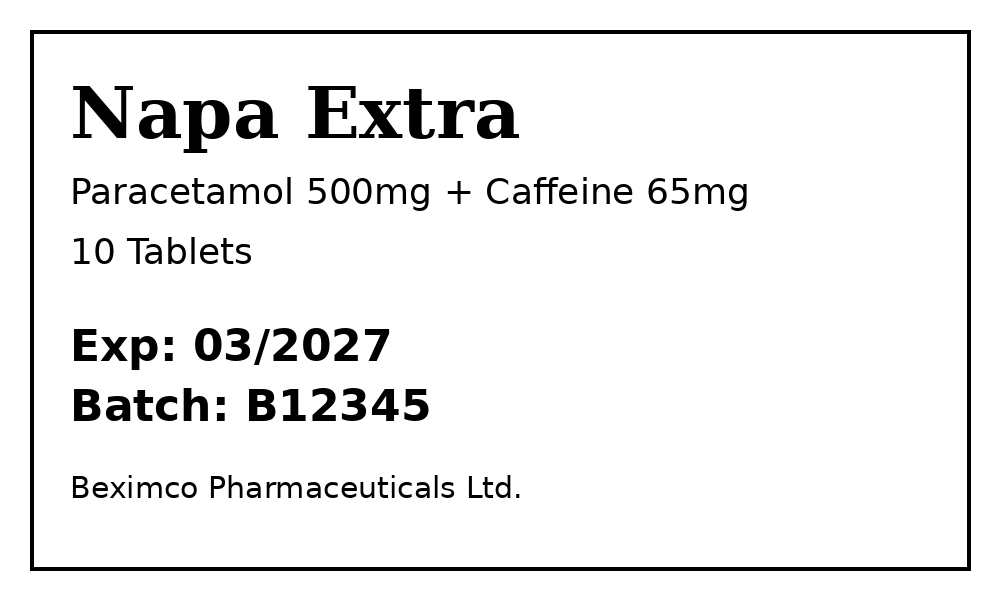 Napa Extra
Paracetamol 500mg + Caffeine 65mg
10 Tablets
Exp: 03/2027
Batch: B12345
Beximco Pharmaceuticals Ltd.